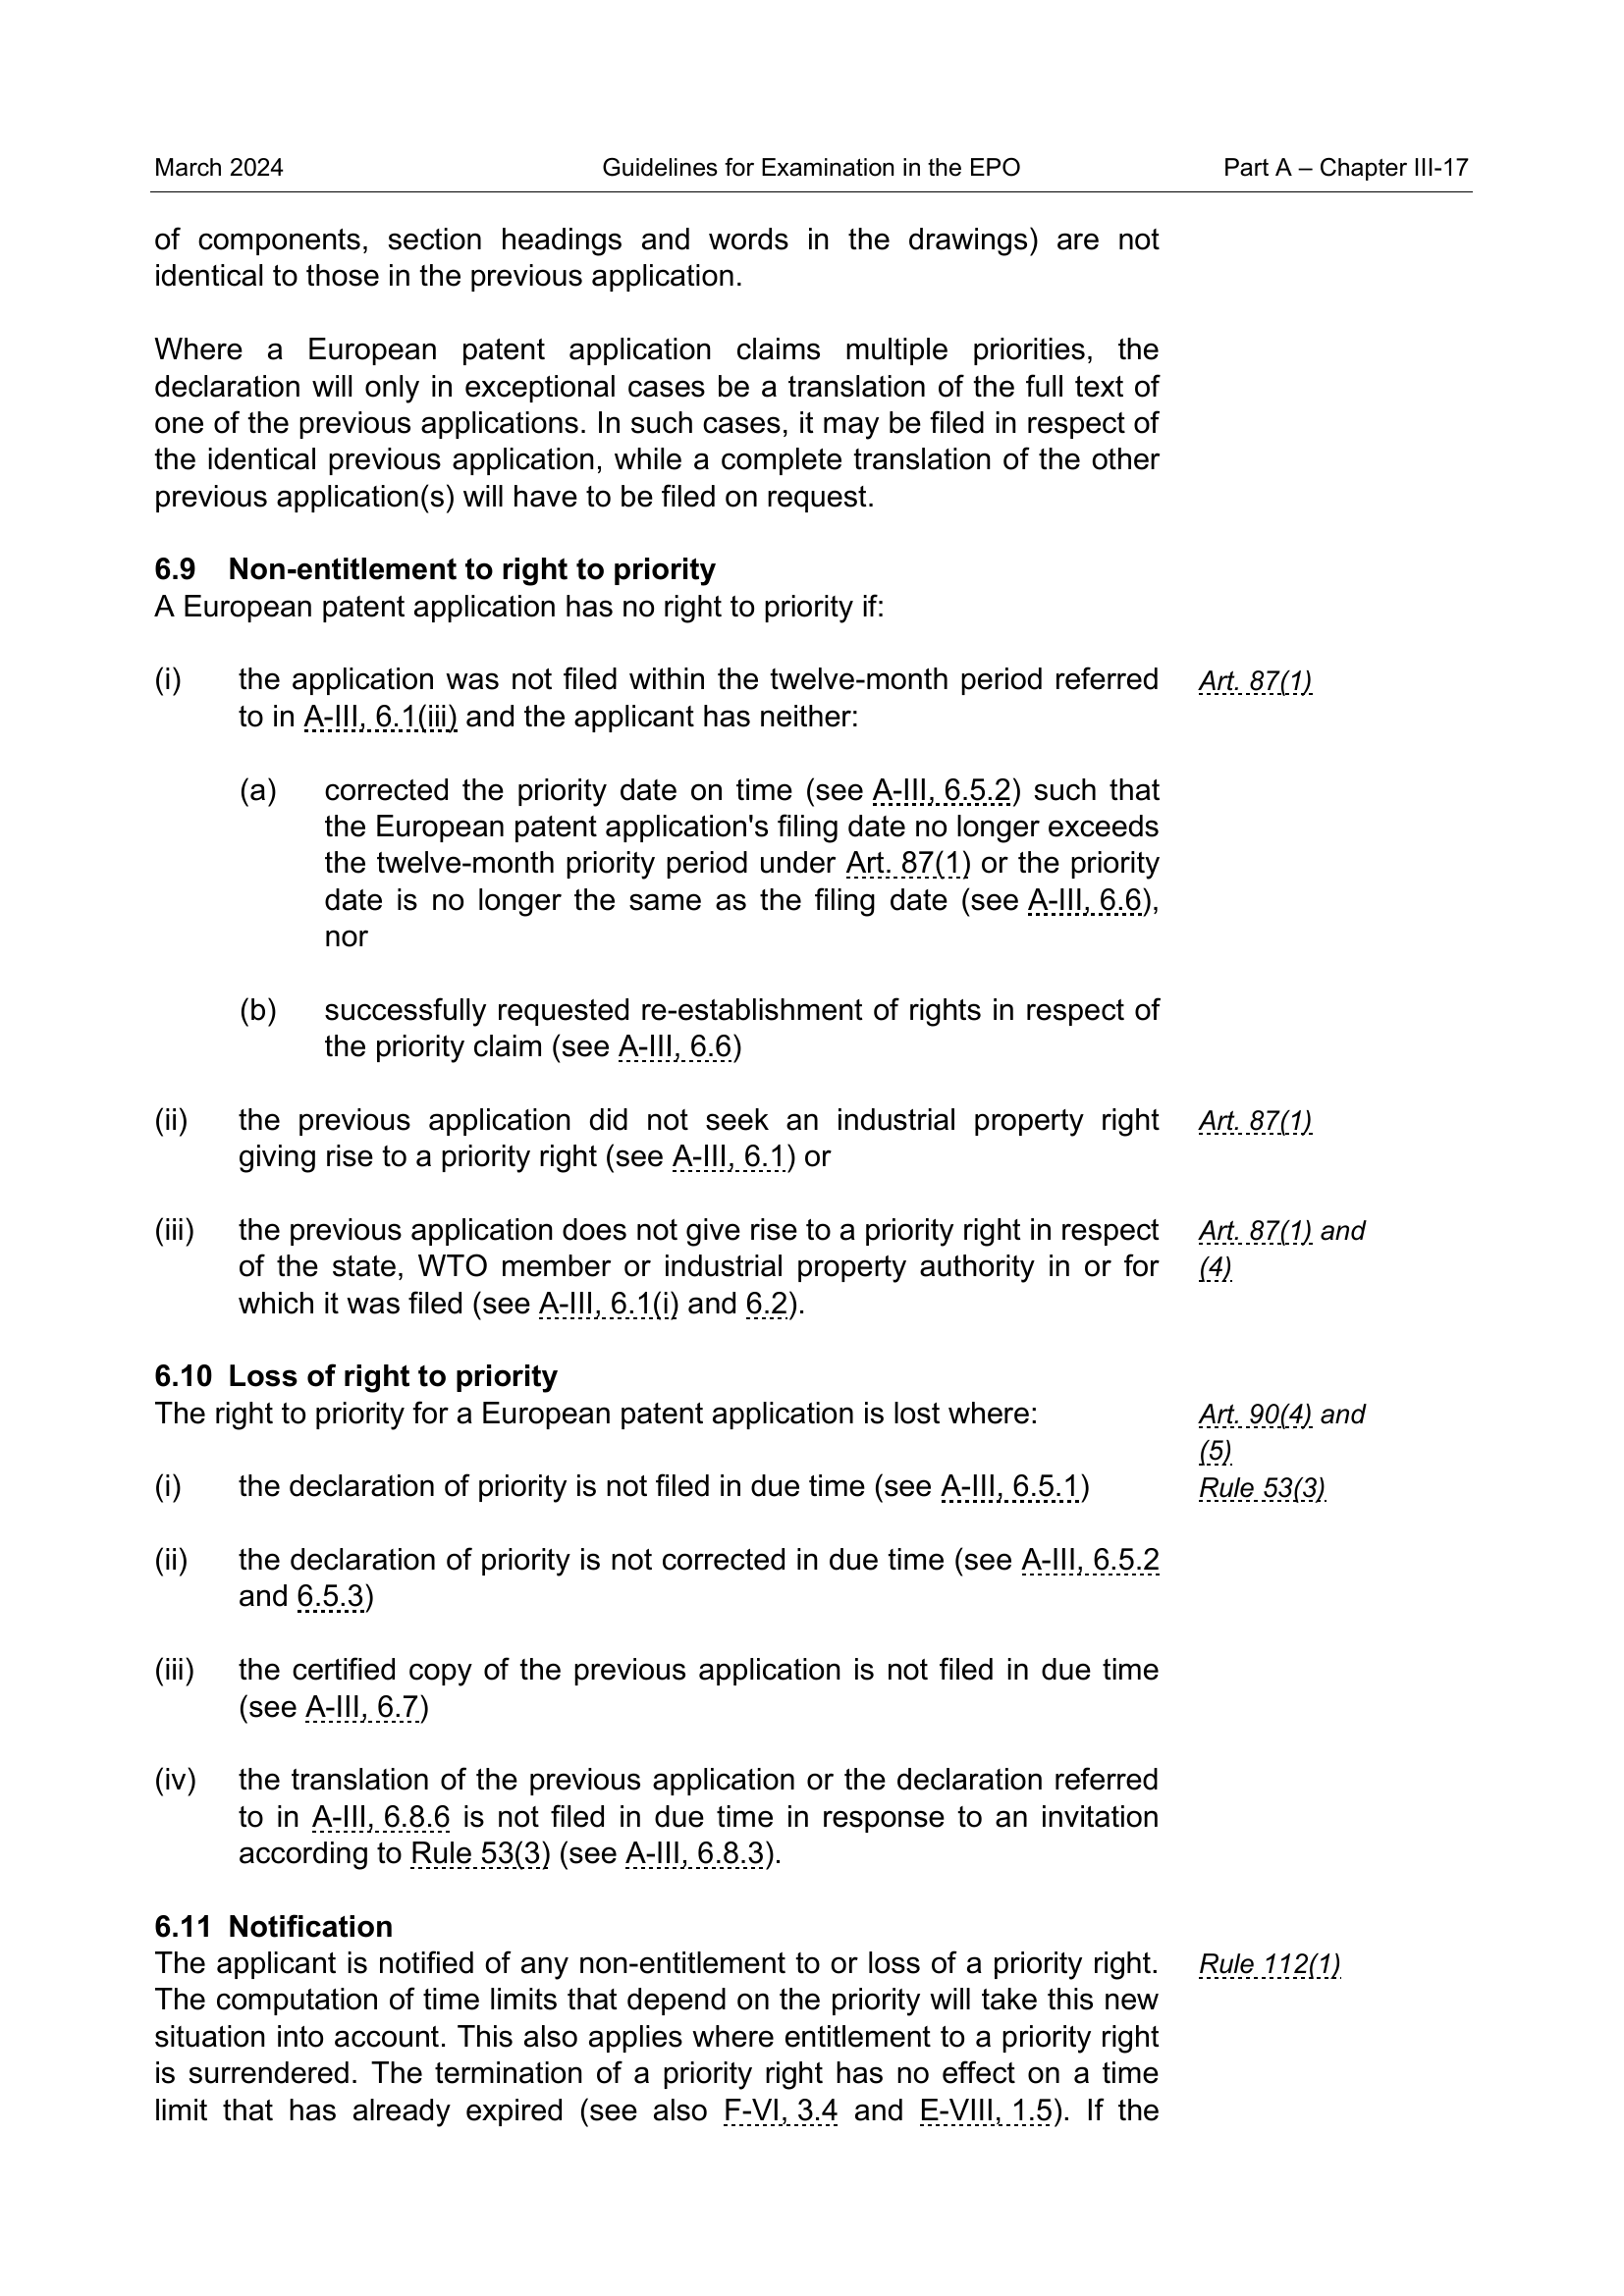 March 2024 Guidelines for Examination in the EPO Part A – Chapter III-17
of components, section headings and words in the drawings) are not
identical to those in the previous application.
Where a European patent application claims multiple priorities, the
declaration will only in exceptional cases be a translation of the full text of
one of the previous applications. In such cases, it may be filed in respect of
the identical previous application, while a complete translation of the other
previous application(s) will have to be filed on request.
6.9 Non-entitlement to right to priority
A European patent application has no right to priority if:
(i) the application was not filed within the twelve-month period referred Art. 87(1)
to in A-III, 6.1(iii) and the applicant has neither:
(a) corrected the priority date on time (see A-III, 6.5.2) such that
the European patent application's filing date no longer exceeds
the twelve-month priority period under Art. 87(1) or the priority
date is no longer the same as the filing date (see A-III, 6.6),
nor
(b) successfully requested re-establishment of rights in respect of
the priority claim (see A-III, 6.6)
(ii) the previous application did not seek an industrial property right Art. 87(1)
giving rise to a priority right (see A-III, 6.1) or
(iii) the previous application does not give rise to a priority right in respect Art. 87(1) and
of the state, WTO member or industrial property authority in or for (4)
which it was filed (see A-III, 6.1(i) and 6.2).
6.10 Loss of right to priority
The right to priority for a European patent application is lost where: Art. 90(4) and
(5)
(i) the declaration of priority is not filed in due time (see A-III, 6.5.1) Rule 53(3)
(ii) the declaration of priority is not corrected in due time (see A-III, 6.5.2
and 6.5.3)
(iii) the certified copy of the previous application is not filed in due time
(see A-III, 6.7)
(iv) the translation of the previous application or the declaration referred
to in A-III, 6.8.6 is not filed in due time in response to an invitation
according to Rule 53(3) (see A-III, 6.8.3).
6.11 Notification
The applicant is notified of any non-entitlement to or loss of a priority right. Rule 112(1)
The computation of time limits that depend on the priority will take this new
situation into account. This also applies where entitlement to a priority right
is surrendered. The termination of a priority right has no effect on a time
limit that has already expired (see also F-VI, 3.4 and E-VIII, 1.5). If the